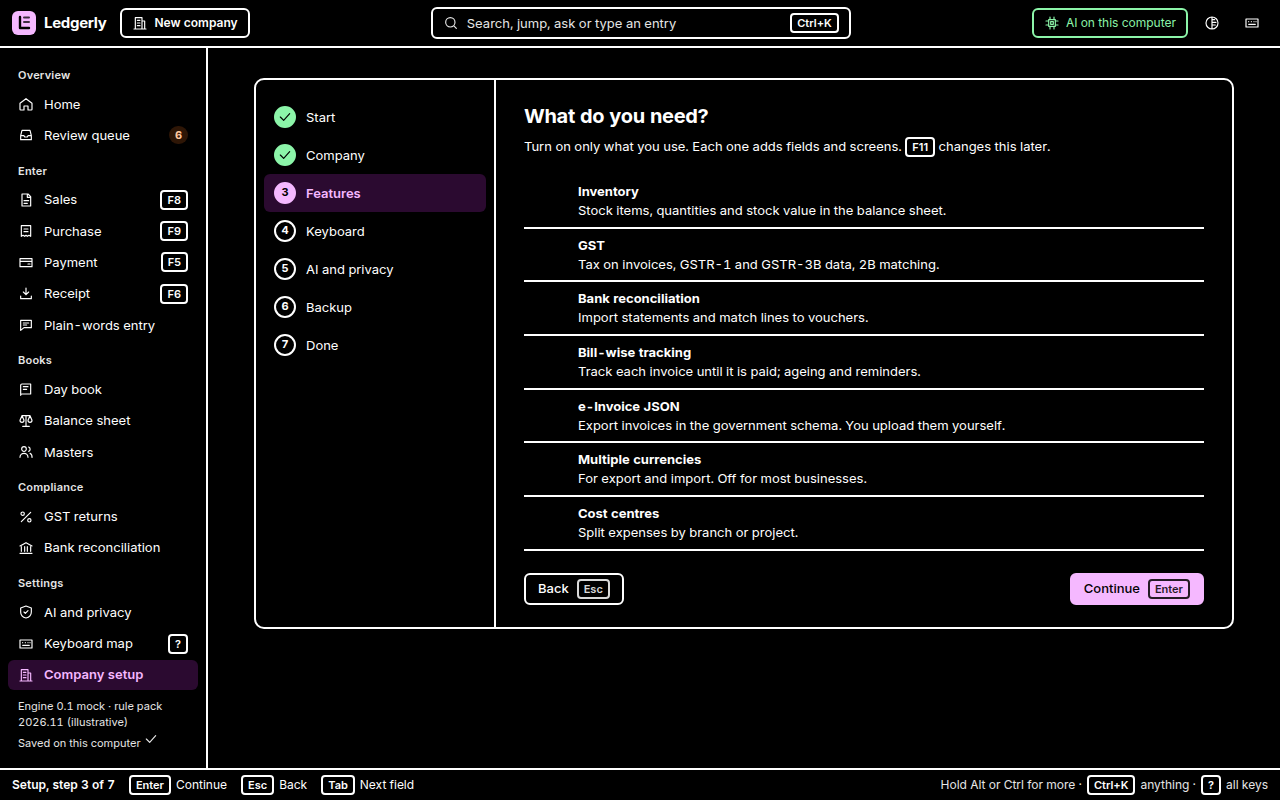 Ledgerly
New company
Search, jump, ask or type an entry
Ctrl+K
AI on this computer
Overview
Home
Review queue 6
Enter
Sales F8
Purchase F9
Payment F5
Receipt F6
Plain-words entry
Books
Day book
Balance sheet
Masters
Compliance
GST returns
Bank reconciliation
Settings
AI and privacy
Keyboard map ?
Company setup
Engine 0.1 mock · rule pack
2026.11 (illustrative)
Saved on this computer
Start
Company
3 Features
4 Keyboard
5 AI and privacy
6 Backup
7 Done
What do you need?
Turn on only what you use. Each one adds fields and screens. F11 changes this later.
Inventory
Stock items, quantities and stock value in the balance sheet.
GST
Tax on invoices, GSTR-1 and GSTR-3B data, 2B matching.
Bank reconciliation
Import statements and match lines to vouchers.
Bill-wise tracking
Track each invoice until it is paid; ageing and reminders.
e-Invoice JSON
Export invoices in the government schema. You upload them yourself.
Multiple currencies
For export and import. Off for most businesses.
Cost centres
Split expenses by branch or project.
Back Esc
Continue Enter
Setup, step 3 of 7 Enter Continue Esc Back Tab Next field
Hold Alt or Ctrl for more · Ctrl+K anything · ? all keys